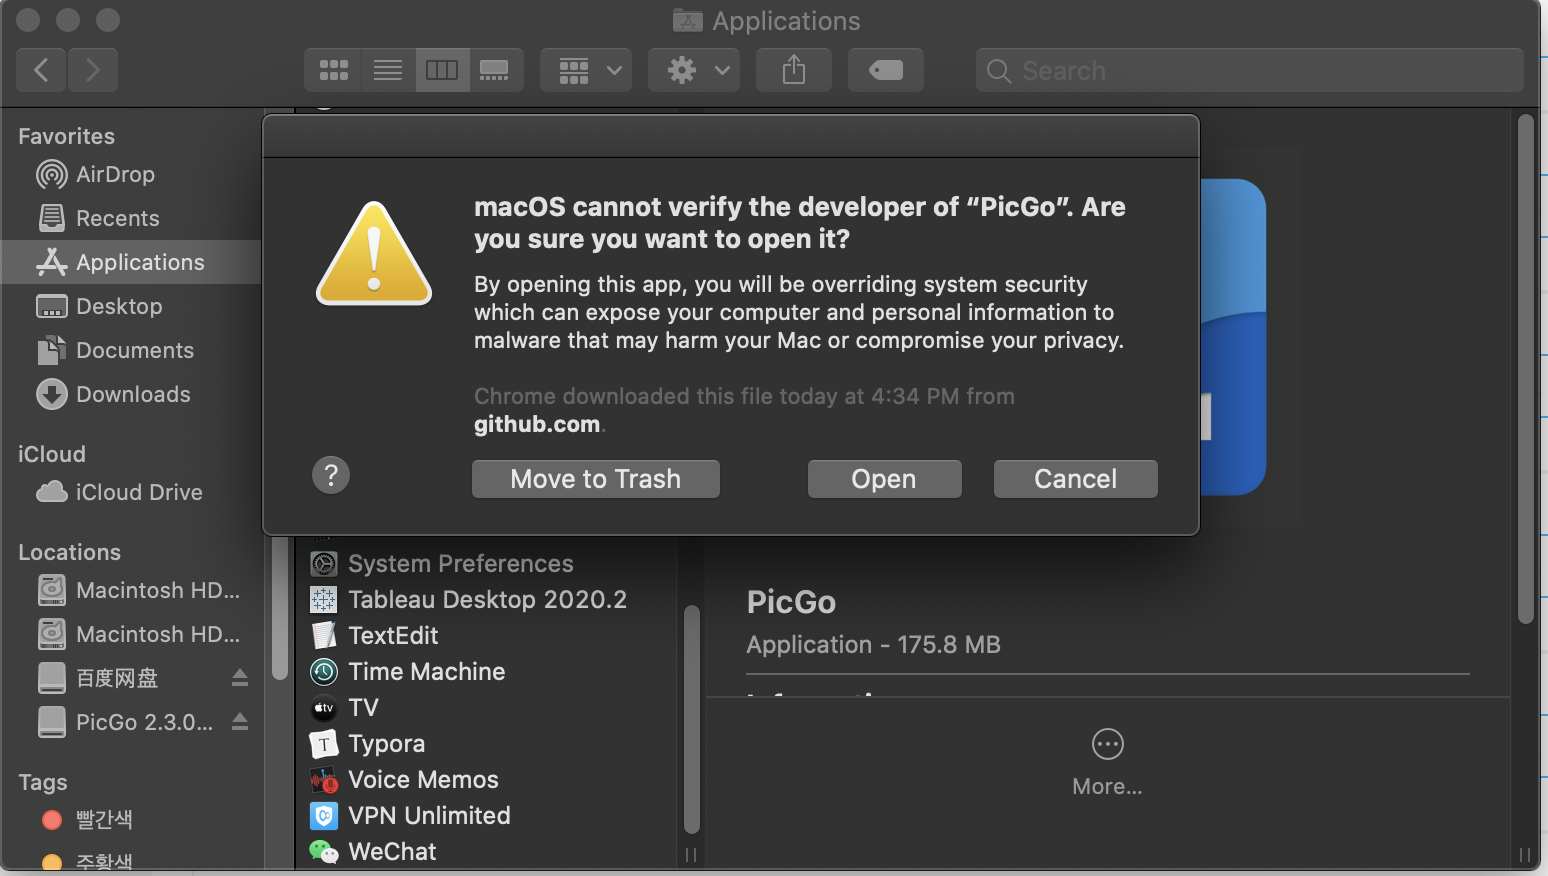 Applications
Search
Favorites
AirDrop
Recents
Applications
Desktop
Documents
Downloads
iCloud
iCloud Drive
Locations
Macintosh HD...
Macintosh HD...
百度网盘
PicGo 2.3.0...
Tags
빨간색
주황색
macOS cannot verify the developer of “PicGo”. Are
you sure you want to open it?
By opening this app, you will be overriding system security
which can expose your computer and personal information to
malware that may harm your Mac or compromise your privacy.
Chrome downloaded this file today at 4:34 PM from
github.com.
?
Move to Trash
Open
Cancel
System Preferences
Tableau Desktop 2020.2
TextEdit
Time Machine
tv
TV
T
Typora
Voice Memos
VPN Unlimited
WeChat
PicGo
Application - 175.8 MB
More...